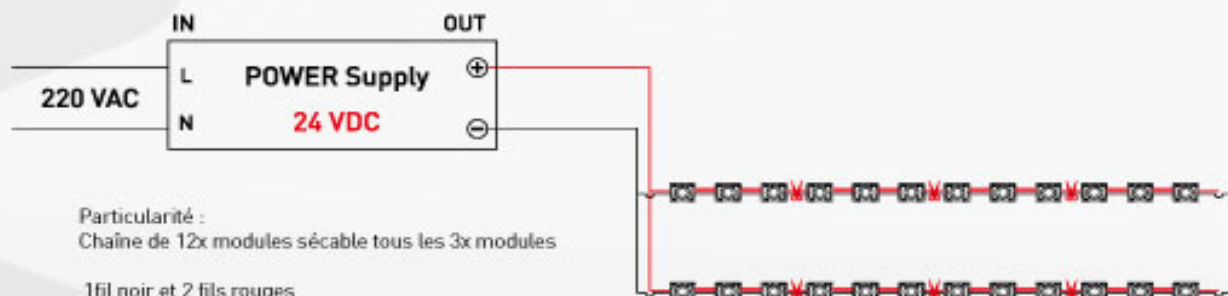 IN OUT
L POWER Supply +
220 VAC
N 24 VDC -
Particularité :
Chaîne de 12x modules sécable tous les 3x modules
1fil noir et 2 fils rouges